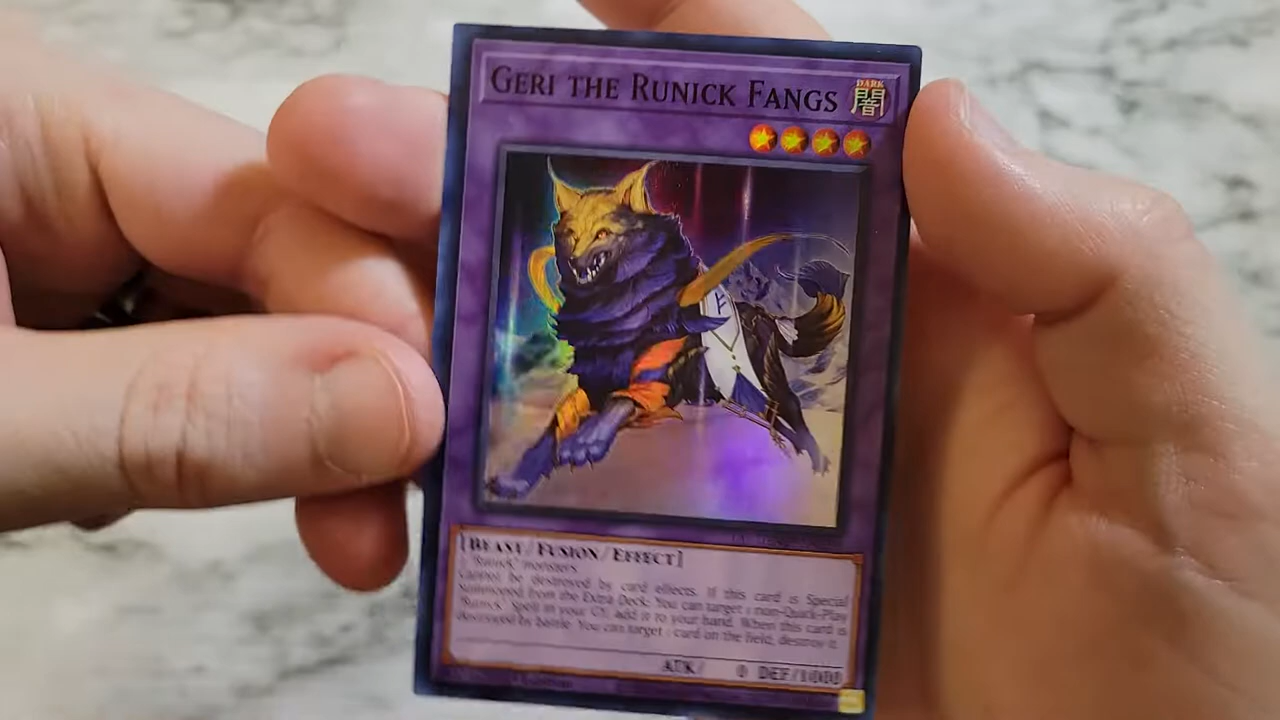 GERI THE RUNICK FANGS
DARK
闇
[BEAST/FUSION/EFFECT]
"Runick" monsters
Cannot be destroyed by card effects. If this card is Special
Summoned from the Extra Deck: You can target 1 non-Quick-Play
"Runick" Spell in your GY; add it to your hand. When this card is
destroyed by battle: You can target 1 card on the field; destroy it.
ATK/ 0 DEF/1000